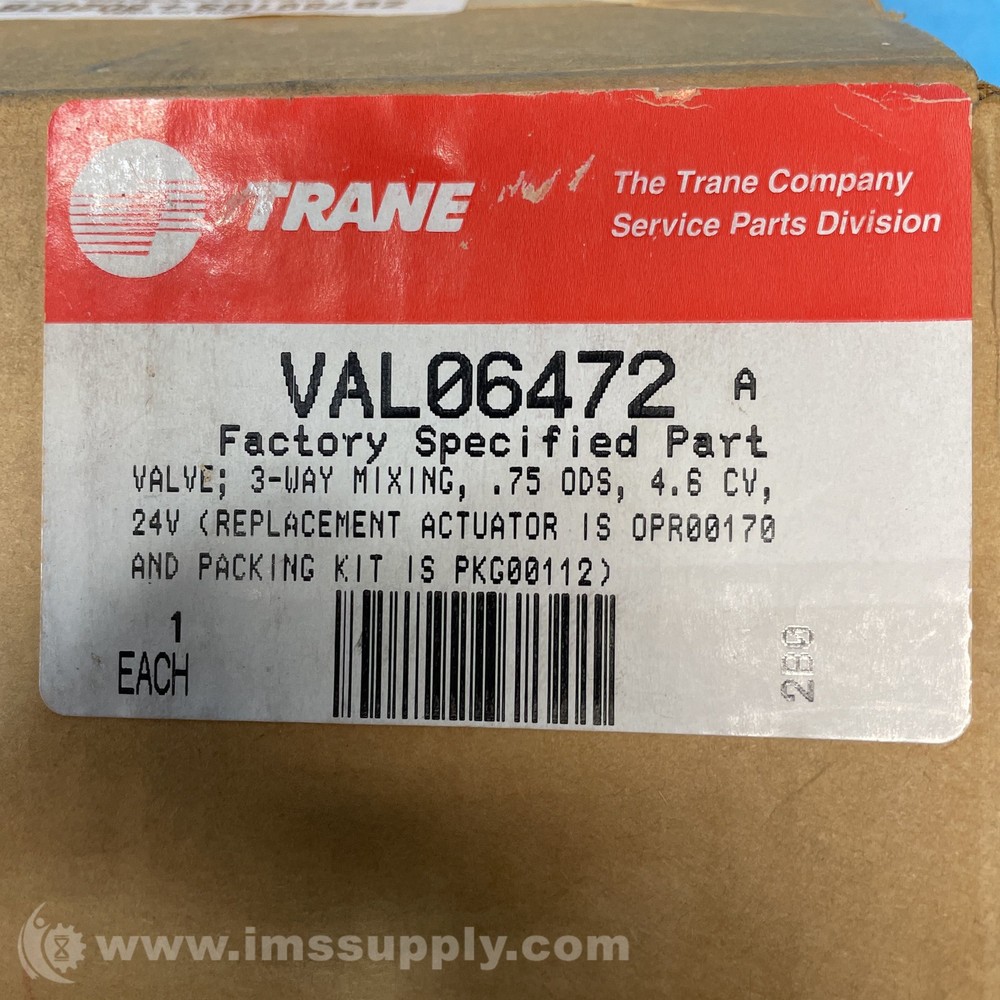 TRANE
The Trane Company
Service Parts Division
VAL06472 A
Factory Specified Part
VALVE; 3-WAY MIXING, .75 ODS, 4.6 CV,
24V (REPLACEMENT ACTUATOR IS OPR00170
AND PACKING KIT IS PKG00112)
1
EACH
2BG
www.imssupply.com